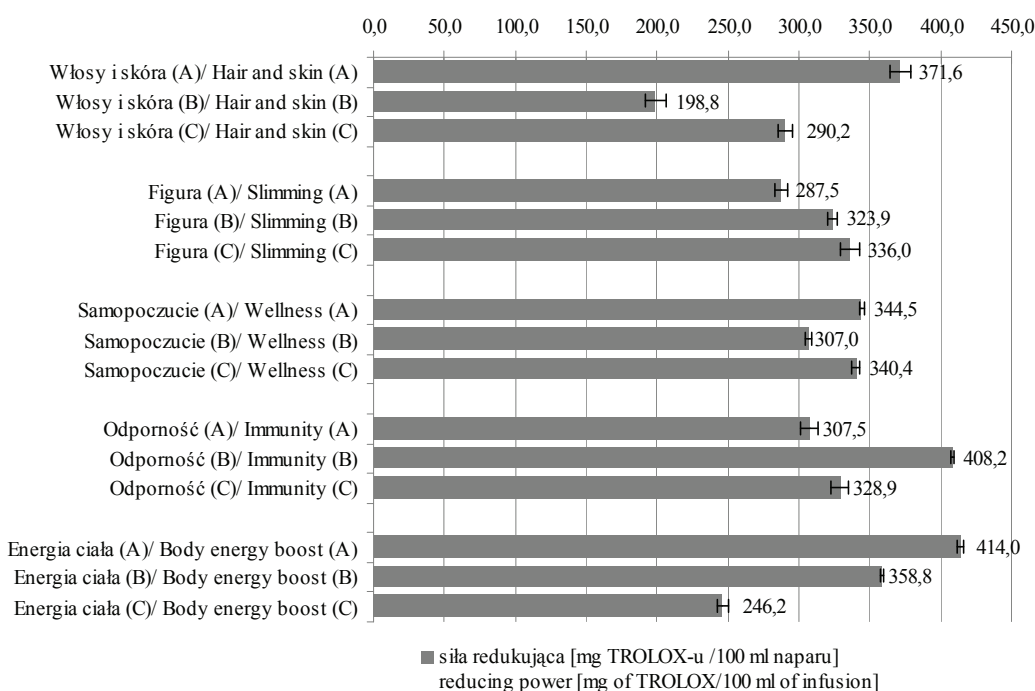 0,0 50,0 100,0 150,0 200,0 250,0 300,0 350,0 400,0 450,0
Włosy i skóra (A)/ Hair and skin (A) 371,6
Włosy i skóra (B)/ Hair and skin (B) 198,8
Włosy i skóra (C)/ Hair and skin (C) 290,2
Figura (A)/ Slimming (A) 287,5
Figura (B)/ Slimming (B) 323,9
Figura (C)/ Slimming (C) 336,0
Samopoczucie (A)/ Wellness (A) 344,5
Samopoczucie (B)/ Wellness (B) 307,0
Samopoczucie (C)/ Wellness (C) 340,4
Odporność (A)/ Immunity (A) 307,5
Odporność (B)/ Immunity (B) 408,2
Odporność (C)/ Immunity (C) 328,9
Energia ciała (A)/ Body energy boost (A) 414,0
Energia ciała (B)/ Body energy boost (B) 358,8
Energia ciała (C)/ Body energy boost (C) 246,2
siła redukująca [mg TROLOX-u /100 ml naparu]
reducing power [mg of TROLOX/100 ml of infusion]